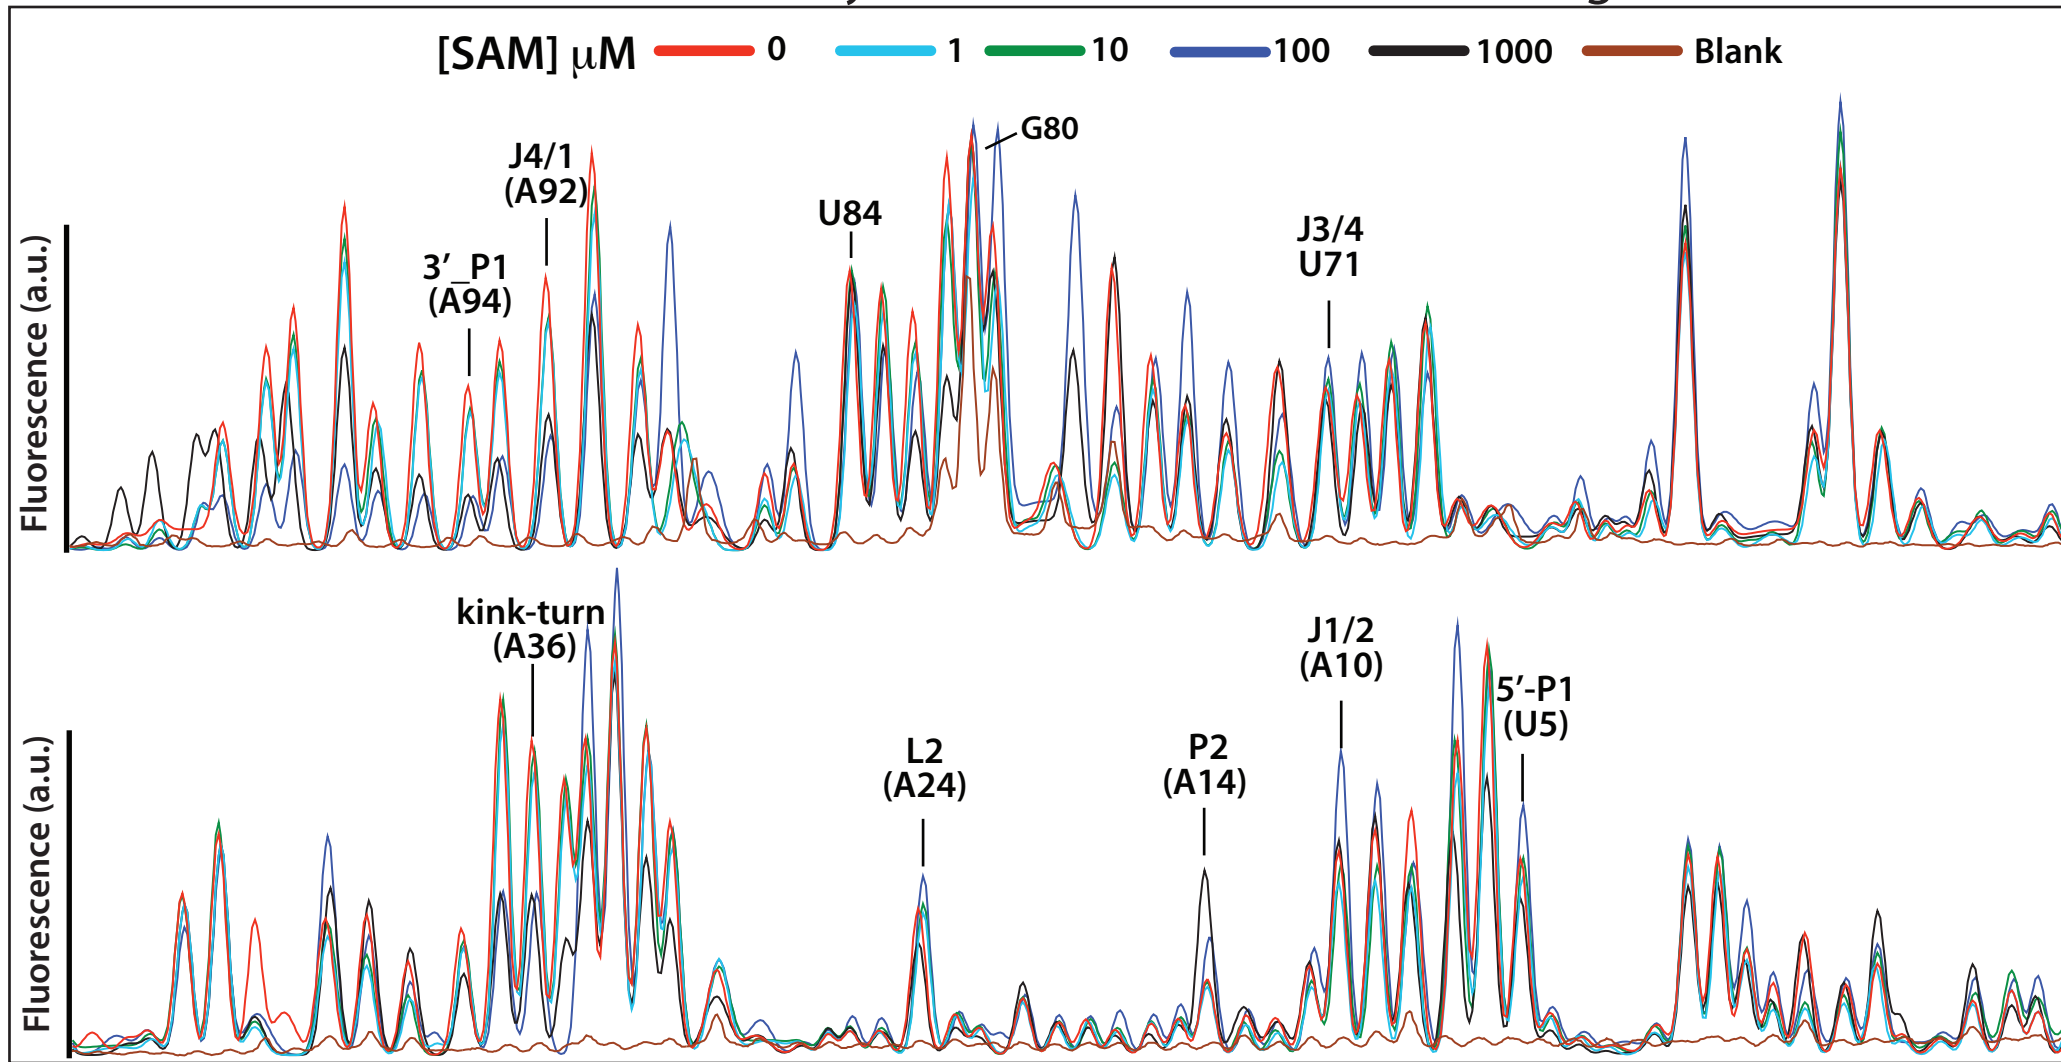 [SAM] μM 0 1 10 100 1000 Blank
Fluorescence (a.u.)
3′_P1
(A94)
J4/1
(A92)
U84
G80
J3/4
U71
Fluorescence (a.u.)
kink-turn
(A36)
L2
(A24)
P2
(A14)
J1/2
(A10)
5′-P1
(U5)